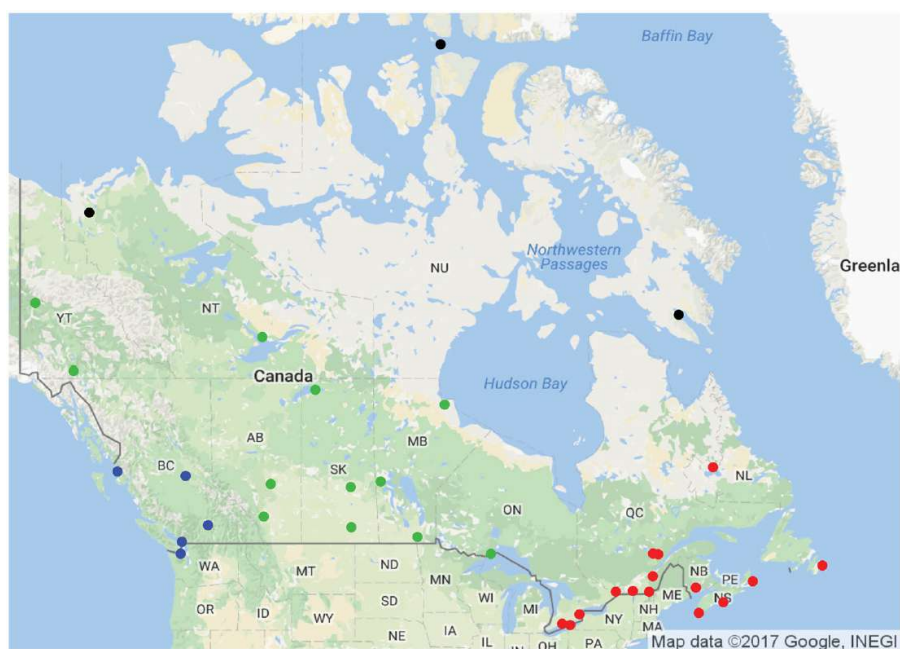 Baffin Bay
Northwestern
Passages
NU
Greenla
YT
NT
Canada
Hudson Bay
AB
MB
BC
SK
NL
ON
QC
WA
MT
ND
MN
NB
PE
OR
ID
SD
WI
MI
ME
NS
WY
NY
NH
MA
NE
IA
IL
IN
OH
PA
Map data ©2017 Google, INEGI